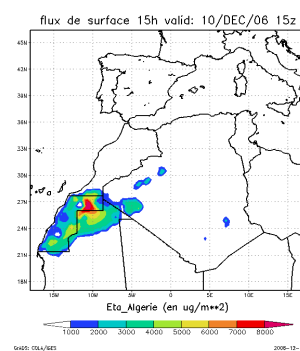 flux de surface 15h valid: 10/DEC/06 15z
45N
42N
39N
36N
33N
30N
27N
24N
21N
18N
15W 10W 5W 0 5E 10E 15E
Eta_Algerie (en ug/m**2)
1000 2000 3000 4000 5000 6000 7000 8000
GrADS: COLA/IGES 2006-12-